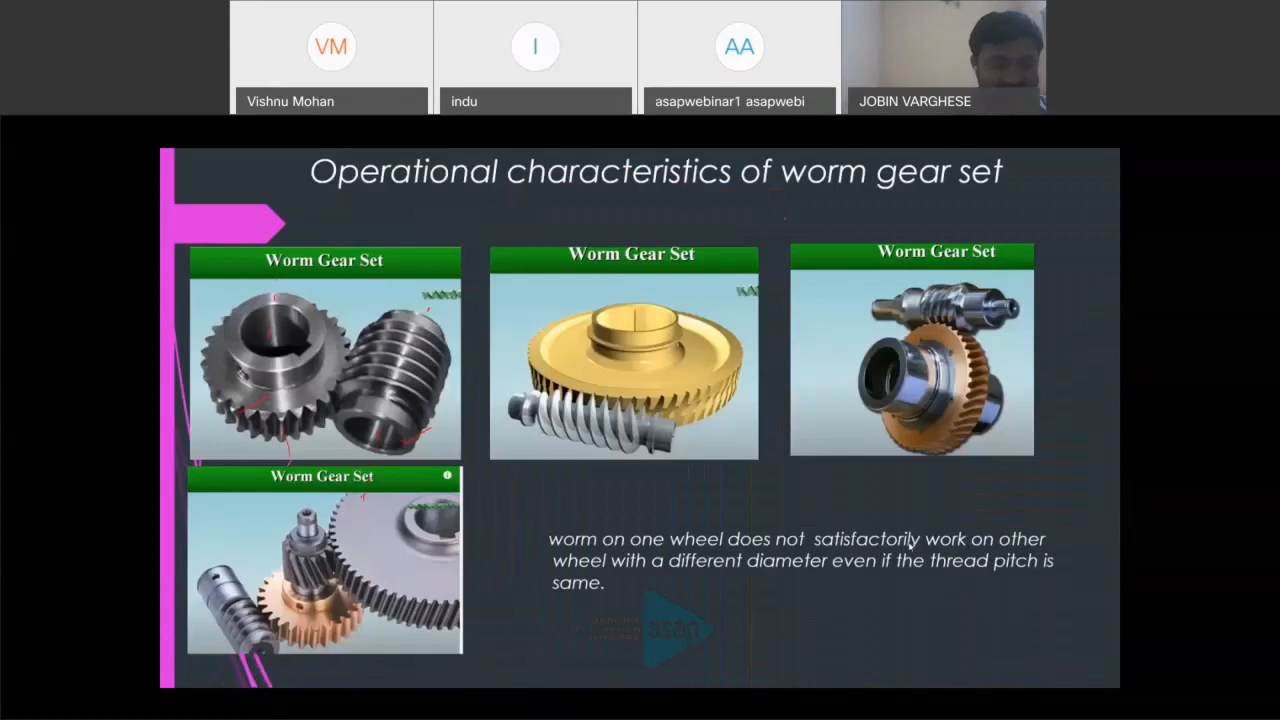 VM
I
AA
Vishnu Mohan
indu
asapwebinar1 asapwebi
JOBIN VARGHESE
Operational characteristics of worm gear set
Worm Gear Set
Worm Gear Set
Worm Gear Set
Worm Gear Set
worm on one wheel does not satisfactorily work on other
wheel with a different diameter even if the thread pitch is
same.
asap